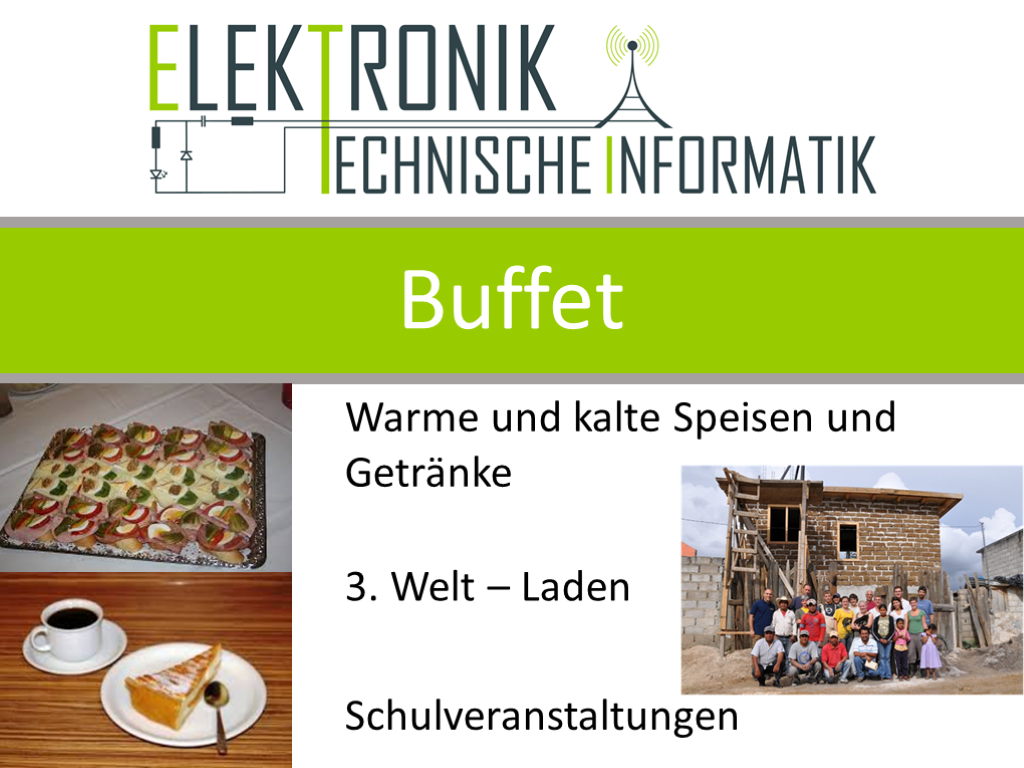 ELEKTRONIK
TECHNISCHE INFORMATIK
Buffet
Warme und kalte Speisen und
Getränke
3. Welt – Laden
Schulveranstaltungen